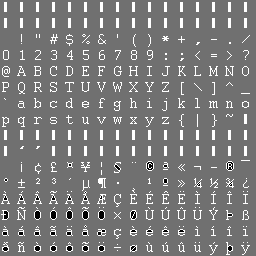 ! " # $ % & ' ( ) * + , - . /
0 1 2 3 4 5 6 7 8 9 : ; < = > ?
@ A B C D E F G H I J K L M N O
P Q R S T U V W X Y Z [ \ ] ^ _
` a b c d e f g h i j k l m n o
p q r s t u v w x y z { | } ~
¡ ¢ £ ¤ ¥ ¦ § ¨ © ª « ¬ - ® ¯
° ± ² ³ ´ µ ¶ · ¸ ¹ º » ¼ ½ ¾ ¿
À Á Â Ã Ä Å Æ Ç È É Ê Ë Ì Í Î Ï
Ð Ñ Ò Ó Ô Õ Ö × Ø Ù Ú Û Ü Ý Þ ß
à á â ã ä å æ ç è é ê ë ì í î ï
ð ñ ò ó ô õ ö ÷ ø ù ú û ü ý þ ÿ